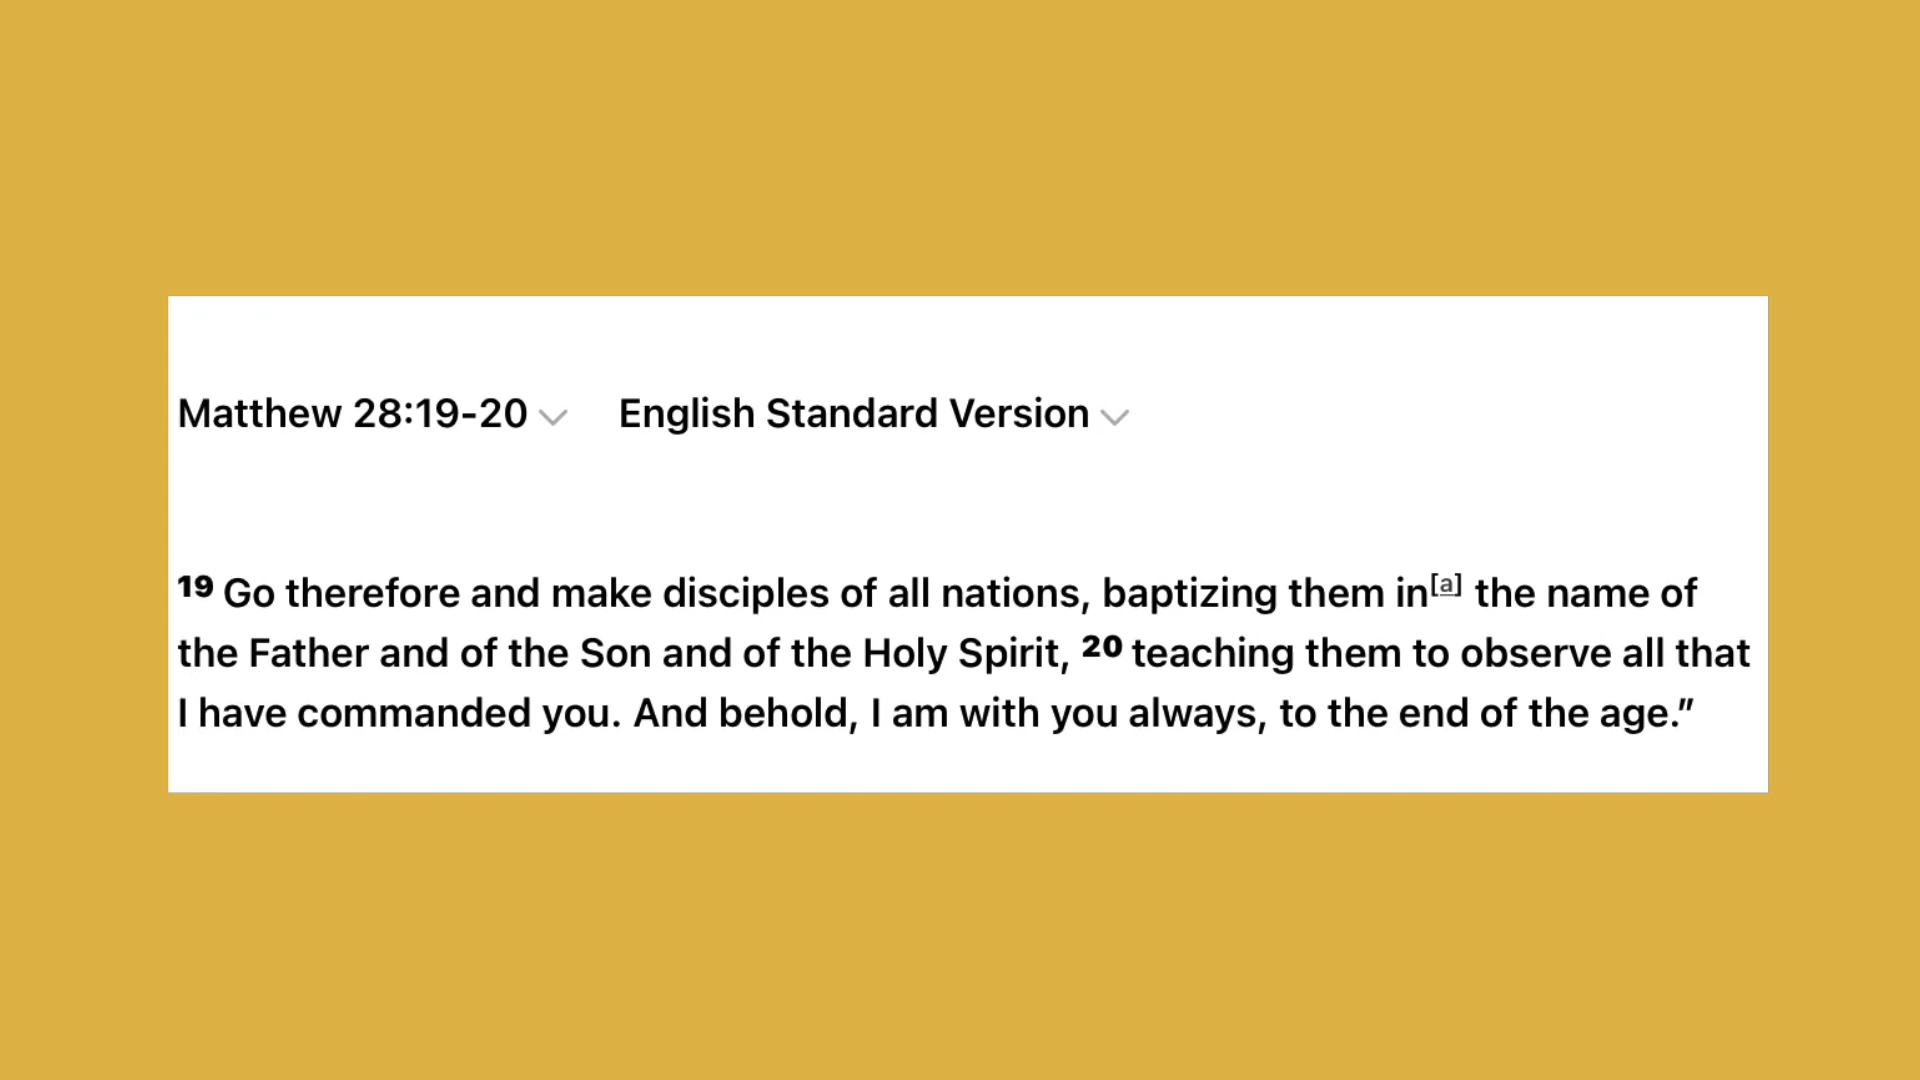 Matthew 28:19-20 English Standard Version
19 Go therefore and make disciples of all nations, baptizing them in[a] the name of
the Father and of the Son and of the Holy Spirit, 20 teaching them to observe all that
I have commanded you. And behold, I am with you always, to the end of the age.”